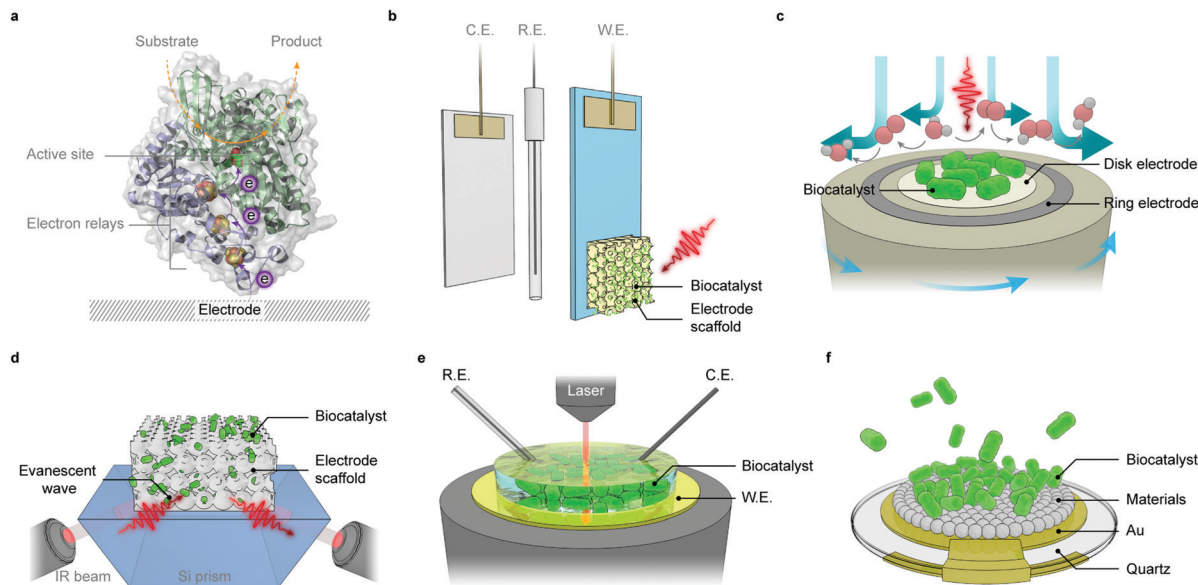 a
Substrate
Product
Active site
Electron relays
e
e
e
Electrode
b
C.E.
R.E.
W.E.
Biocatalyst
Electrode
scaffold
c
Disk electrode
Biocatalyst
Ring electrode
d
Biocatalyst
Evanescent
wave
Electrode
scaffold
IR beam
Si prism
e
R.E.
Laser
C.E.
Biocatalyst
W.E.
f
Biocatalyst
Materials
Au
Quartz